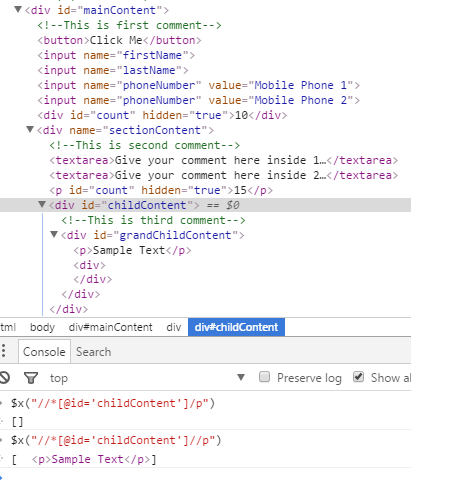 <div id="mainContent">
<!--This is first comment-->
<button>Click Me</button>
<input name="firstName">
<input name="lastName">
<input name="phoneNumber" value="Mobile Phone 1">
<input name="phoneNumber" value="Mobile Phone 2">
<div id="count" hidden="true">10</div>
<div name="sectionContent">
<!--This is second comment-->
<textarea>Give your comment here inside 1…</textarea>
<textarea>Give your comment here inside 2…</textarea>
<p id="count" hidden="true">15</p>
<div id="childContent"> == $0
<!--This is third comment-->
<div id="grandChildContent">
<p>Sample Text</p>
<div>
</div>
</div>
</div>
tml body div#mainContent div div#childContent
Console Search
top Preserve log Show al
$x("//*[@id='childContent']/p")
[]
$x("//*[@id='childContent']//p")
[ <p>Sample Text</p>]